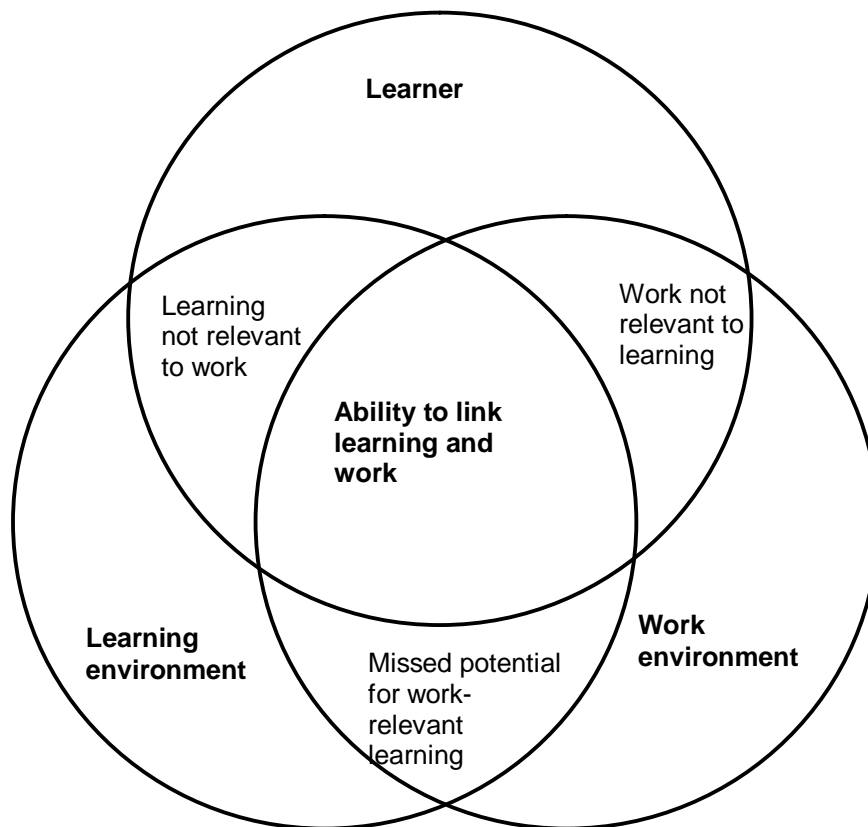 Learner
Learning
not relevant
to work
Work not
relevant to
learning
Ability to link
learning and
work
Learning
environment
Missed potential
for work-
relevant
learning
Work
environment